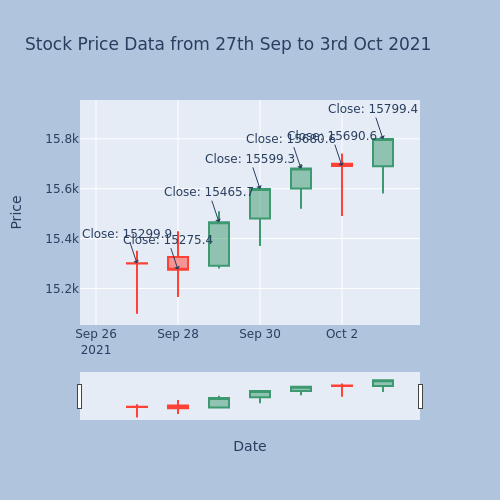 Stock Price Data from 27th Sep to 3rd Oct 2021
Close: 15799.4
Close: 15680.6
Close: 15690.6
Close: 15599.3
Close: 15465.7
Close: 15299.9
Close: 15275.4
15.8k
15.6k
15.4k
15.2k
Price
Sep 26
2021
Sep 28
Sep 30
Oct 2
Date